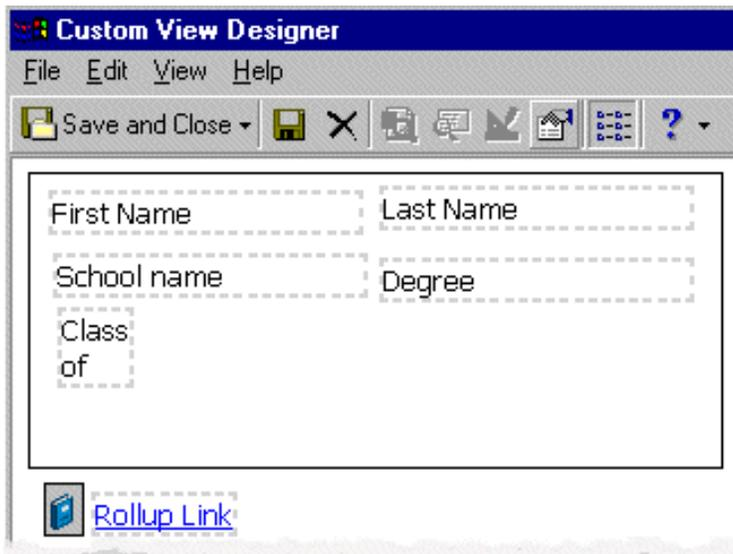 Custom View Designer
File Edit View Help
Save and Close ?
First Name Last Name
School name Degree
Class
of
Rollup Link